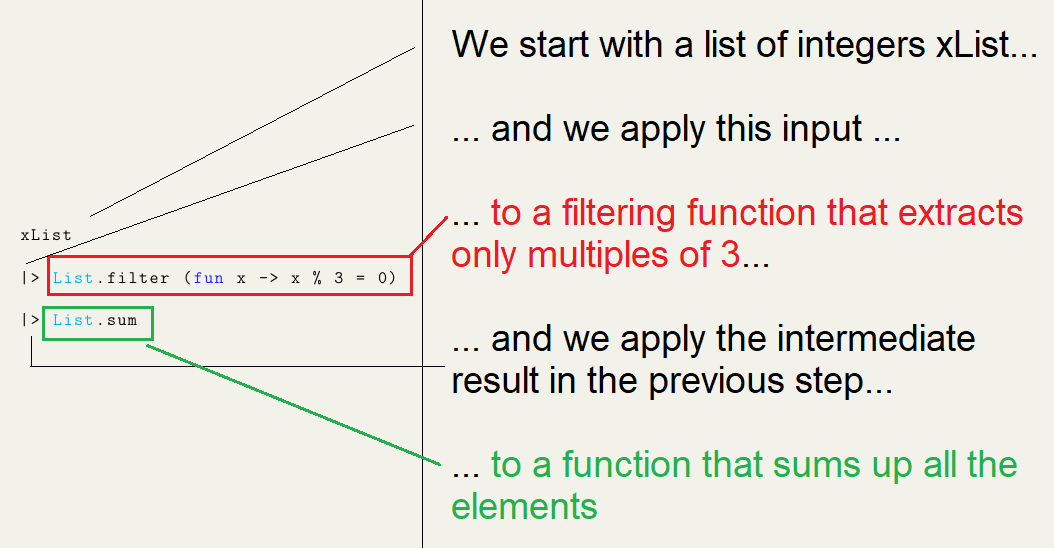 xList
|> List.filter (fun x -> x % 3 = 0)
|> List.sum
We start with a list of integers xList...
... and we apply this input ...
... to a filtering function that extracts
only multiples of 3...
... and we apply the intermediate
result in the previous step...
... to a function that sums up all the
elements